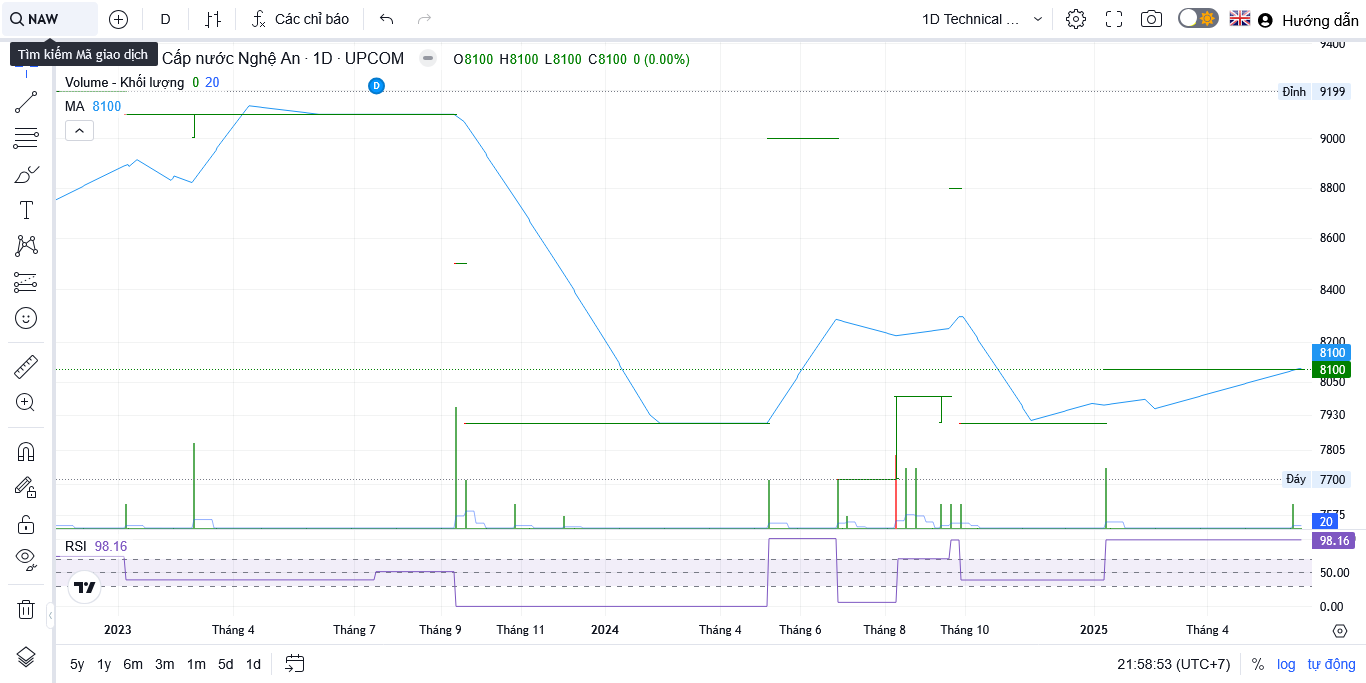 NAW D Các chỉ báo 1D Technical ... Hướng dẫn
Tìm kiếm Mã giao dịch
Cấp nước Nghệ An · 1D · UPCOM O8100 H8100 L8100 C8100 0 (0.00%)
Volume - Khối lượng 0 20
D
MA 8100
9400
Đỉnh 9199
9000
8800
8600
8400
8200
8100
8100
8050
7930
7805
Đáy 7700
7575
20
RSI 98.16
98.16
50.00
0.00
2023 Tháng 4 Tháng 7 Tháng 9 Tháng 11 2024 Tháng 4 Tháng 6 Tháng 8 Tháng 10 2025 Tháng 4
5y 1y 6m 3m 1m 5d 1d 21:58:53 (UTC+7) % log tự động